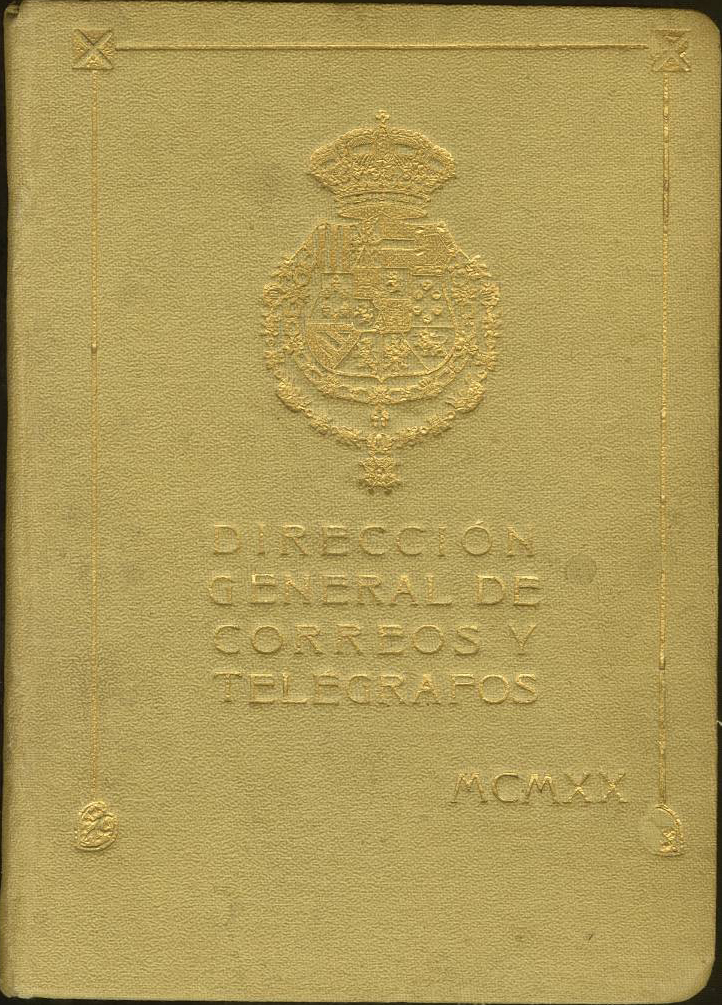 DIRECCIÓN
GENERAL DE
CORREOS Y
TELÉGRAFOS
MCMXX